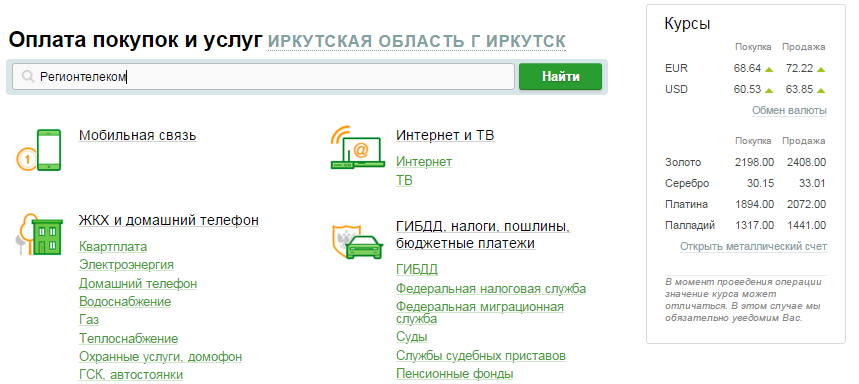 Оплата покупок и услуг ИРКУТСКАЯ ОБЛАСТЬ Г ИРКУТСК
Регионтелеком
Найти
Мобильная связь
Интернет и ТВ
Интернет
ТВ
ЖКХ и домашний телефон
Квартплата
Электроэнергия
Домашний телефон
Водоснабжение
Газ
Теплоснабжение
Охранные услуги, домофон
ГСК, автостоянки
ГИБДД, налоги, пошлины,
бюджетные платежи
ГИБДД
Федеральная налоговая служба
Федеральная миграционная
служба
Суды
Службы судебных приставов
Пенсионные фонды
Курсы
Покупка Продажа
EUR 68.64 72.22
USD 60.53 63.85
Обмен валюты
Покупка Продажа
Золото 2198.00 2408.00
Серебро 30.15 33.01
Платина 1894.00 2072.00
Палладий 1317.00 1441.00
Открыть металлический счет
В момент проведения операции
значение курса может
отличаться. В этом случае мы
обязательно уведомим Вас.